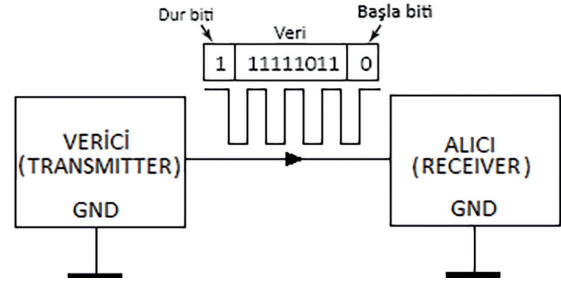 Dur biti
Veri
Başla biti
1 11111011 0
VERİCİ
(TRANSMITTER)
GND
ALICI
(RECEIVER)
GND